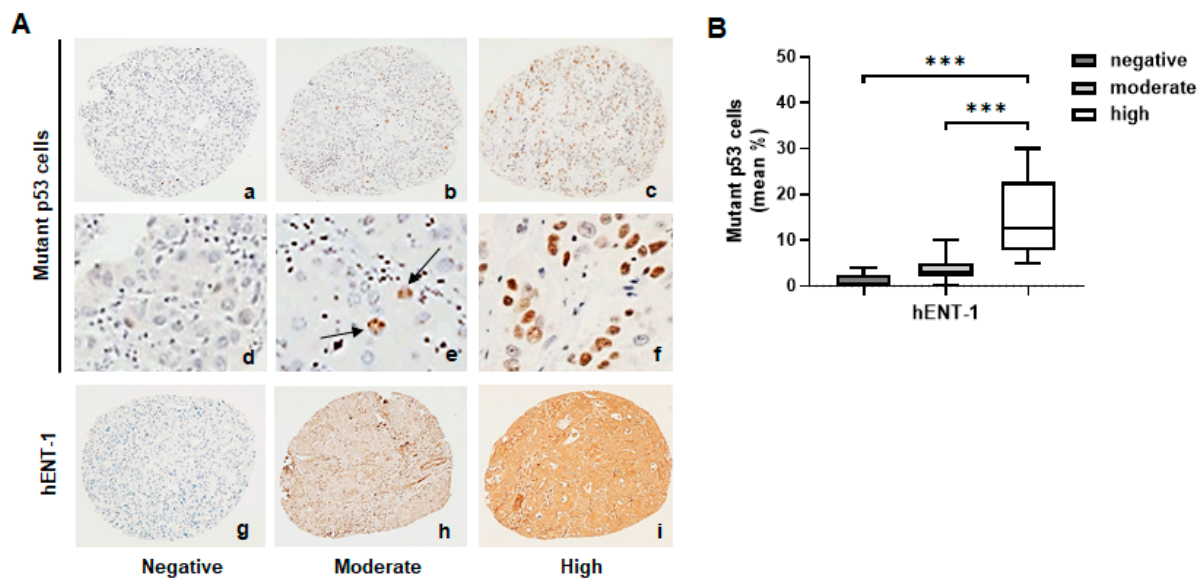 A
Mutant p53 cells
a
b
c
d
e
f
hENT-1
g
h
i
Negative
Moderate
High
B
Mutant p53 cells
(mean %)
50
40
30
20
10
0
***
***
hENT-1
negative
moderate
high